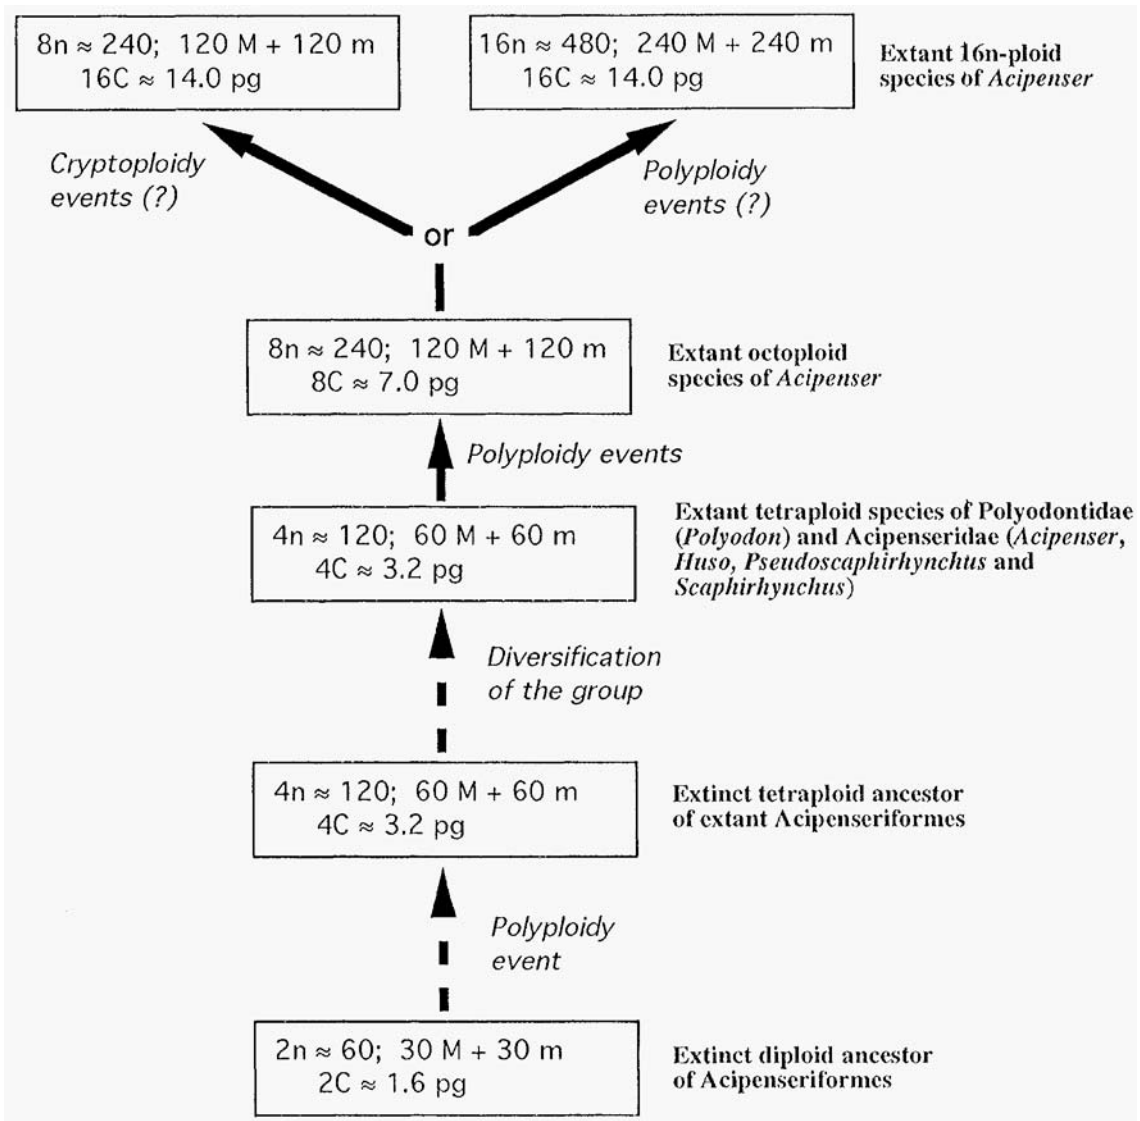 8n ≈ 240; 120 M + 120 m
16C ≈ 14.0 pg
16n ≈ 480; 240 M + 240 m
16C ≈ 14.0 pg
Extant 16n-ploid
species of Acipenser
Cryptoploidy
events (?)
Polyploidy
events (?)
or
8n ≈ 240; 120 M + 120 m
8C ≈ 7.0 pg
Extant octoploid
species of Acipenser
Polyploidy events
4n ≈ 120; 60 M + 60 m
4C ≈ 3.2 pg
Extant tetraploid species of Polyodontidae
(Polyodon) and Acipenseridae (Acipenser,
Huso, Pseudoscaphirhynchus and
Scaphirhynchus)
Diversification
of the group
4n ≈ 120; 60 M + 60 m
4C ≈ 3.2 pg
Extinct tetraploid ancestor
of extant Acipenseriformes
Polyploidy
event
2n ≈ 60; 30 M + 30 m
2C ≈ 1.6 pg
Extinct diploid ancestor
of Acipenseriformes